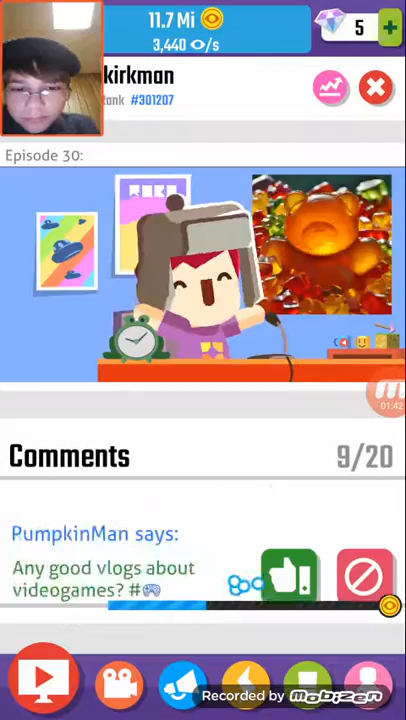 11.7 Mi
3,440 /s
5
kirkman
Rank #301207
Episode 30:
01:42
Comments
9/20
PumpkinMan says:
Any good vlogs about
videogames? #
Recorded by MOBIZEN